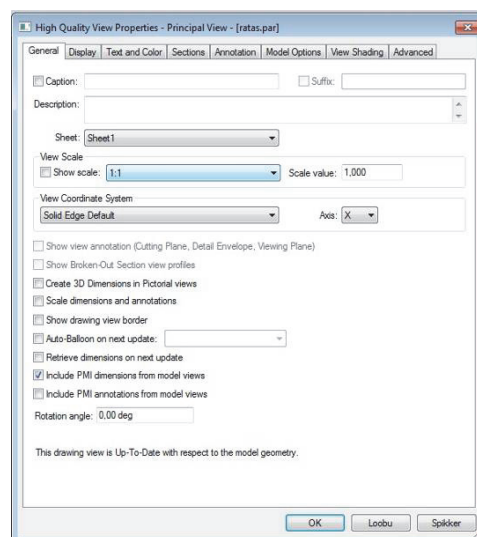 High Quality View Properties - Principal View - [ratas.par]
General Display Text and Color Sections Annotation Model Options View Shading Advanced
Caption: Suffix:
Description:
Sheet: Sheet1
View Scale
Show scale: 1:1 Scale value: 1,000
View Coordinate System
Solid Edge Default Axis: X
Show view annotation (Cutting Plane, Detail Envelope, Viewing Plane)
Show Broken-Out Section view profiles
Create 3D Dimensions in Pictorial views
Scale dimensions and annotations
Show drawing view border
Auto-Balloon on next update:
Retrieve dimensions on next update
Include PMI dimensions from model views
Include PMI annotations from model views
Rotation angle: 0,00 deg
This drawing view is Up-To-Date with respect to the model geometry.
OK Loobu Spikker